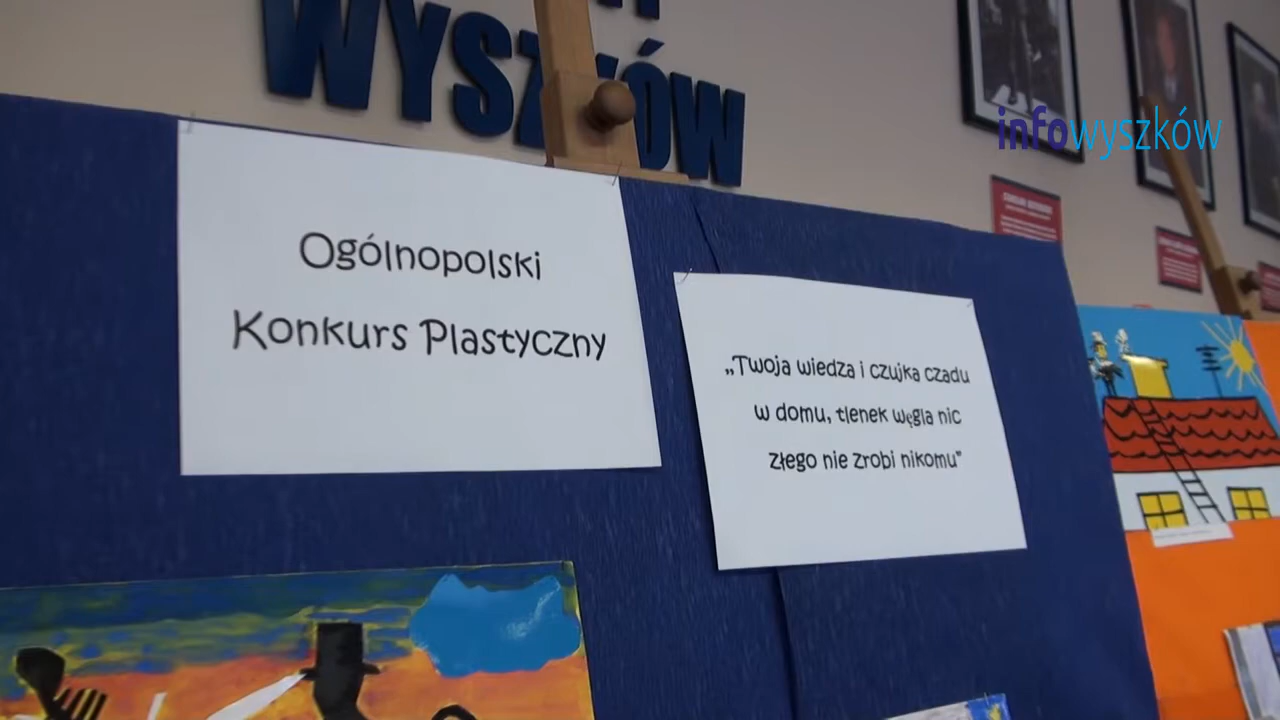 WYSZKÓW
infowyszków
Ogólnopolski
Konkurs Plastyczny
„Twoja wiedza i czujka czadu
w domu, tlenek węgla nic
złego nie zrobi nikomu”